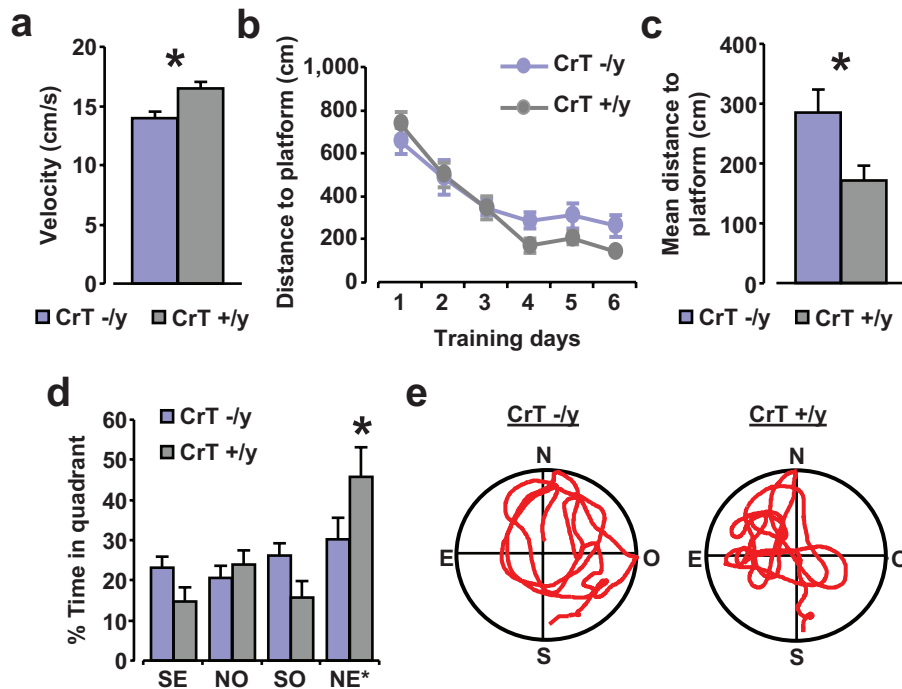 a
Velocity (cm/s)
20
15
10
5
0
*
CrT -/y CrT +/y
b
Distance to platform (cm)
1,000
800
600
400
200
0
CrT -/y
CrT +/y
1 2 3 4 5 6
Training days
c
Mean distance to
platform (cm)
400
300
200
100
0
*
CrT -/y CrT +/y
d
% Time in quadrant
60
50
40
30
20
10
0
CrT -/y
CrT +/y
*
SE NO SO NE*
e
CrT -/y
N
E O
S
CrT +/y
N
E O
S